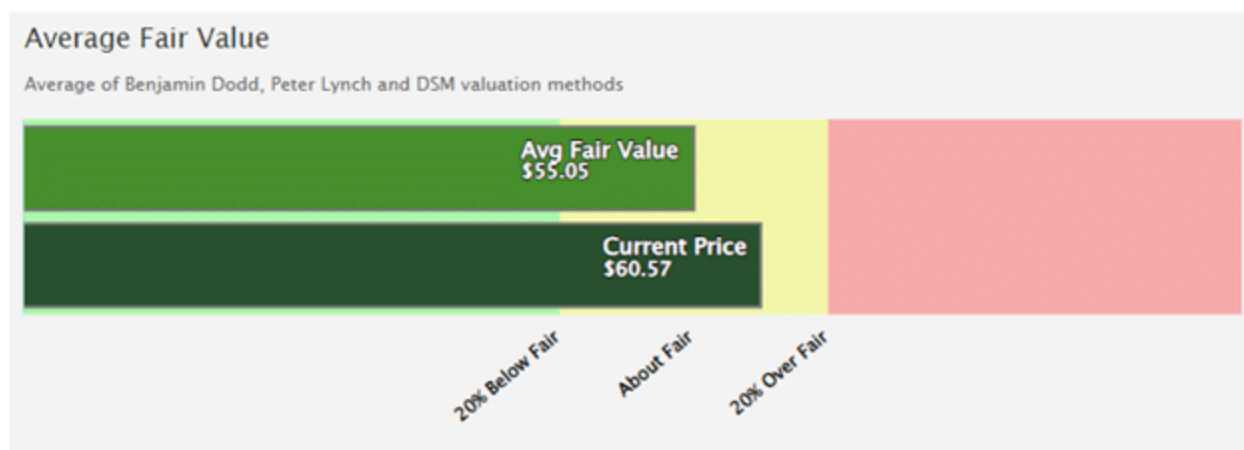 Average Fair Value
Average of Benjamin Dodd, Peter Lynch and DSM valuation methods
Avg Fair Value
$55.05
Current Price
$60.57
20% Below Fair
About Fair
20% Over Fair